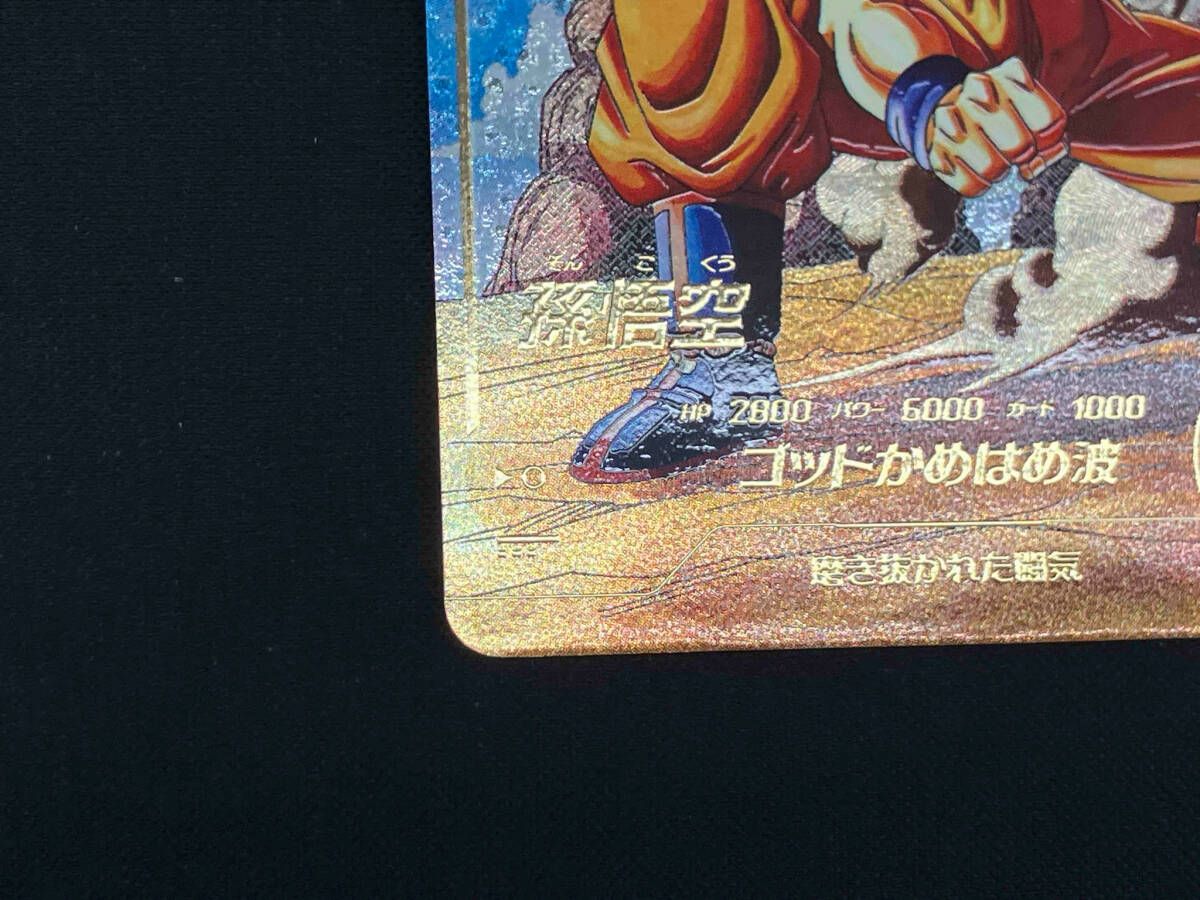 そん ご くう
孫悟空
HP 2800 パワー 6000 ガード 1000
ゴッドかめはめ波
磨き抜かれた闘気